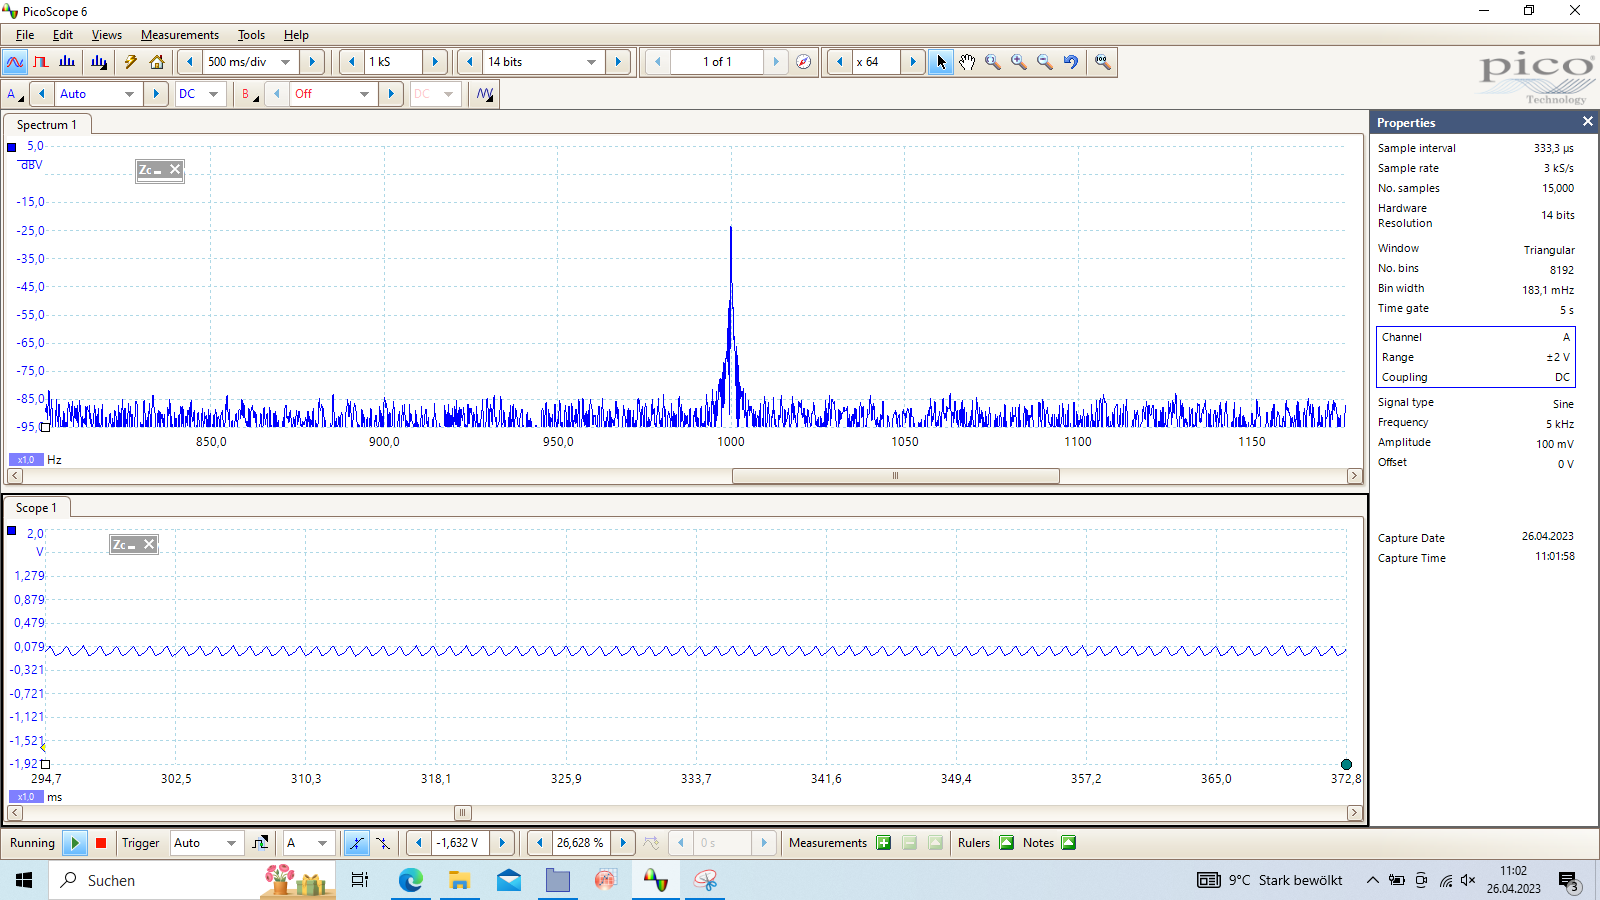 PicoScope 6
File Edit Views Measurements Tools Help
500 ms/div 1 kS 14 bits 1 of 1 x 64
A Auto DC B Off DC
pico
Technology
Spectrum 1
5,0
dBV
-15,0
-25,0
-35,0
-45,0
-55,0
-65,0
-75,0
-85,0
-95,0
Zc
850,0 900,0 950,0 1000 1050 1100 1150
x1.0 Hz
Scope 1
2,0
V
1,279
0,879
0,479
0,079
-0,321
-0,721
-1,121
-1,521
-1,921
Zc
294,7 302,5 310,3 318,1 325,9 333,7 341,6 349,4 357,2 365,0 372,8
x1.0 ms
Properties
Sample interval 333,3 µs
Sample rate 3 kS/s
No. samples 15,000
Hardware Resolution 14 bits
Window Triangular
No. bins 8192
Bin width 183,1 mHz
Time gate 5 s
Channel A
Range ±2 V
Coupling DC
Signal type Sine
Frequency 5 kHz
Amplitude 100 mV
Offset 0 V
Capture Date 26.04.2023
Capture Time 11:01:58
Running Trigger Auto A -1,632 V 26,628 % 0 s Measurements Rulers Notes
Suchen 9°C Stark bewölkt 11:02
26.04.2023
3